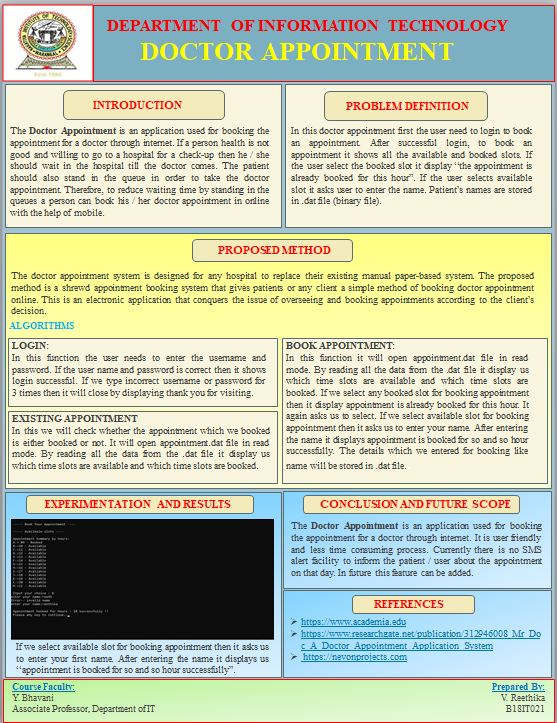 DEPARTMENT OF INFORMATION TECHNOLOGY
DOCTOR APPOINTMENT
INTRODUCTION
The Doctor Appointment is an application used for booking the
appointment for a doctor through internet. If a person health is not
good and willing to go to a hospital for a check-up then he / she
should wait in the hospital till the doctor comes. The patient
should also stand in the queue in order to take the doctor
appointment. Therefore, to reduce waiting time by standing in the
queues a person can book his / her doctor appointment in online
with the help of mobile.
PROBLEM DEFINITION
In this doctor appointment first the user need to login to book
an appointment. After successful login, to book an
appointment it shows all the available and booked slots. If
the user select the booked slot it display “the appointment is
already booked for this hour”. If the user selects available
slot it asks user to enter the name. Patient’s names are stored
in .dat file (binary file).
PROPOSED METHOD
The doctor appointment system is designed for any hospital to replace their existing manual paper-based system. The proposed
method is a shrewd appointment booking system that gives patients or any client a simple method of booking doctor appointment
online. This is an electronic application that conquers the issue of overseeing and booking appointments according to the client’s
decision.
ALGORITHMS
LOGIN:
In this function the user needs to enter the username and
password. If the user name and password is correct then it shows
login successful. If we type incorrect username or password for
3 times then it will close by displaying thank you for visiting.
EXISTING APPOINTMENT
In this we will check whether the appointment which we booked
is either booked or not. It will open appointment.dat file in read
mode. By reading all the data from the .dat file it display us
which time slots are available and which time slots are booked.
BOOK APPOINTMENT:
In this function it will open appointment.dat file in read
mode. By reading all the data from the .dat file it display us
which time slots are available and which time slots are
booked. If we select any booked slot for booking appointment
then it display appointment is already booked for this hour. It
again asks us to select. If we select available slot for booking
appointment then it asks us to enter your name. After entering
the name it displays appointment is booked for so and so hour
successfully. The details which we entered for booking like
name will be stored in .dat file.
EXPERIMENTATION AND RESULTS
If we select available slot for booking appointment then it asks us
to enter your first name. After entering the name it displays us
“appointment is booked for so and so hour successfully”.
CONCLUSION AND FUTURE SCOPE
The Doctor Appointment is an application used for booking
the appointment for a doctor through internet. It is user friendly
and less time consuming process. Currently there is no SMS
alert facility to inform the patient / user about the appointment
on that day. In future this feature can be added.
REFERENCES
➢ https://www.academia.edu
➢ https://www.researchgate.net/publication/312946008_Mr_Do
c_A_Doctor_Appointment_Application_System
➢ https://nevonprojects.com
Course Faculty:
Y. Bhavani
Associate Professor, Department of IT
Prepared By:
V. Reethika
B18IT021